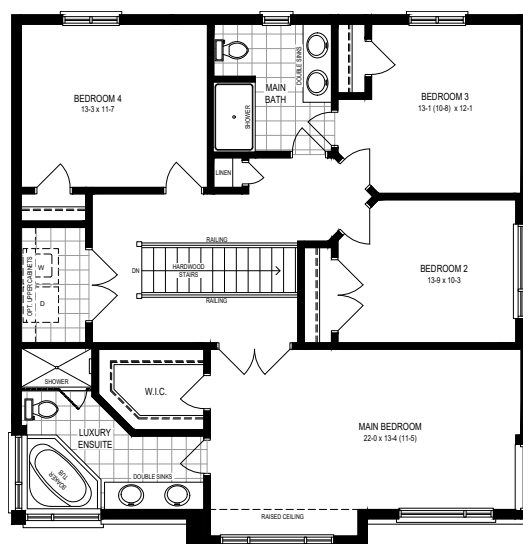 DOUBLE SINKS
BEDROOM 4
13-3 x 11-7
MAIN
BATH
BEDROOM 3
13-1 (10-8) x 12-1
SHOWER
LINEN
RAILING
OPT. UPPER CABINETS
W
D
DN
HARDWOOD
STAIRS
RAILING
BEDROOM 2
13-9 x 10-3
SHOWER
W.I.C.
LUXURY
ENSUITE
MAIN BEDROOM
22-0 x 13-4 (11-5)
SOAKER
TUB
DOUBLE SINKS
RAISED CEILING